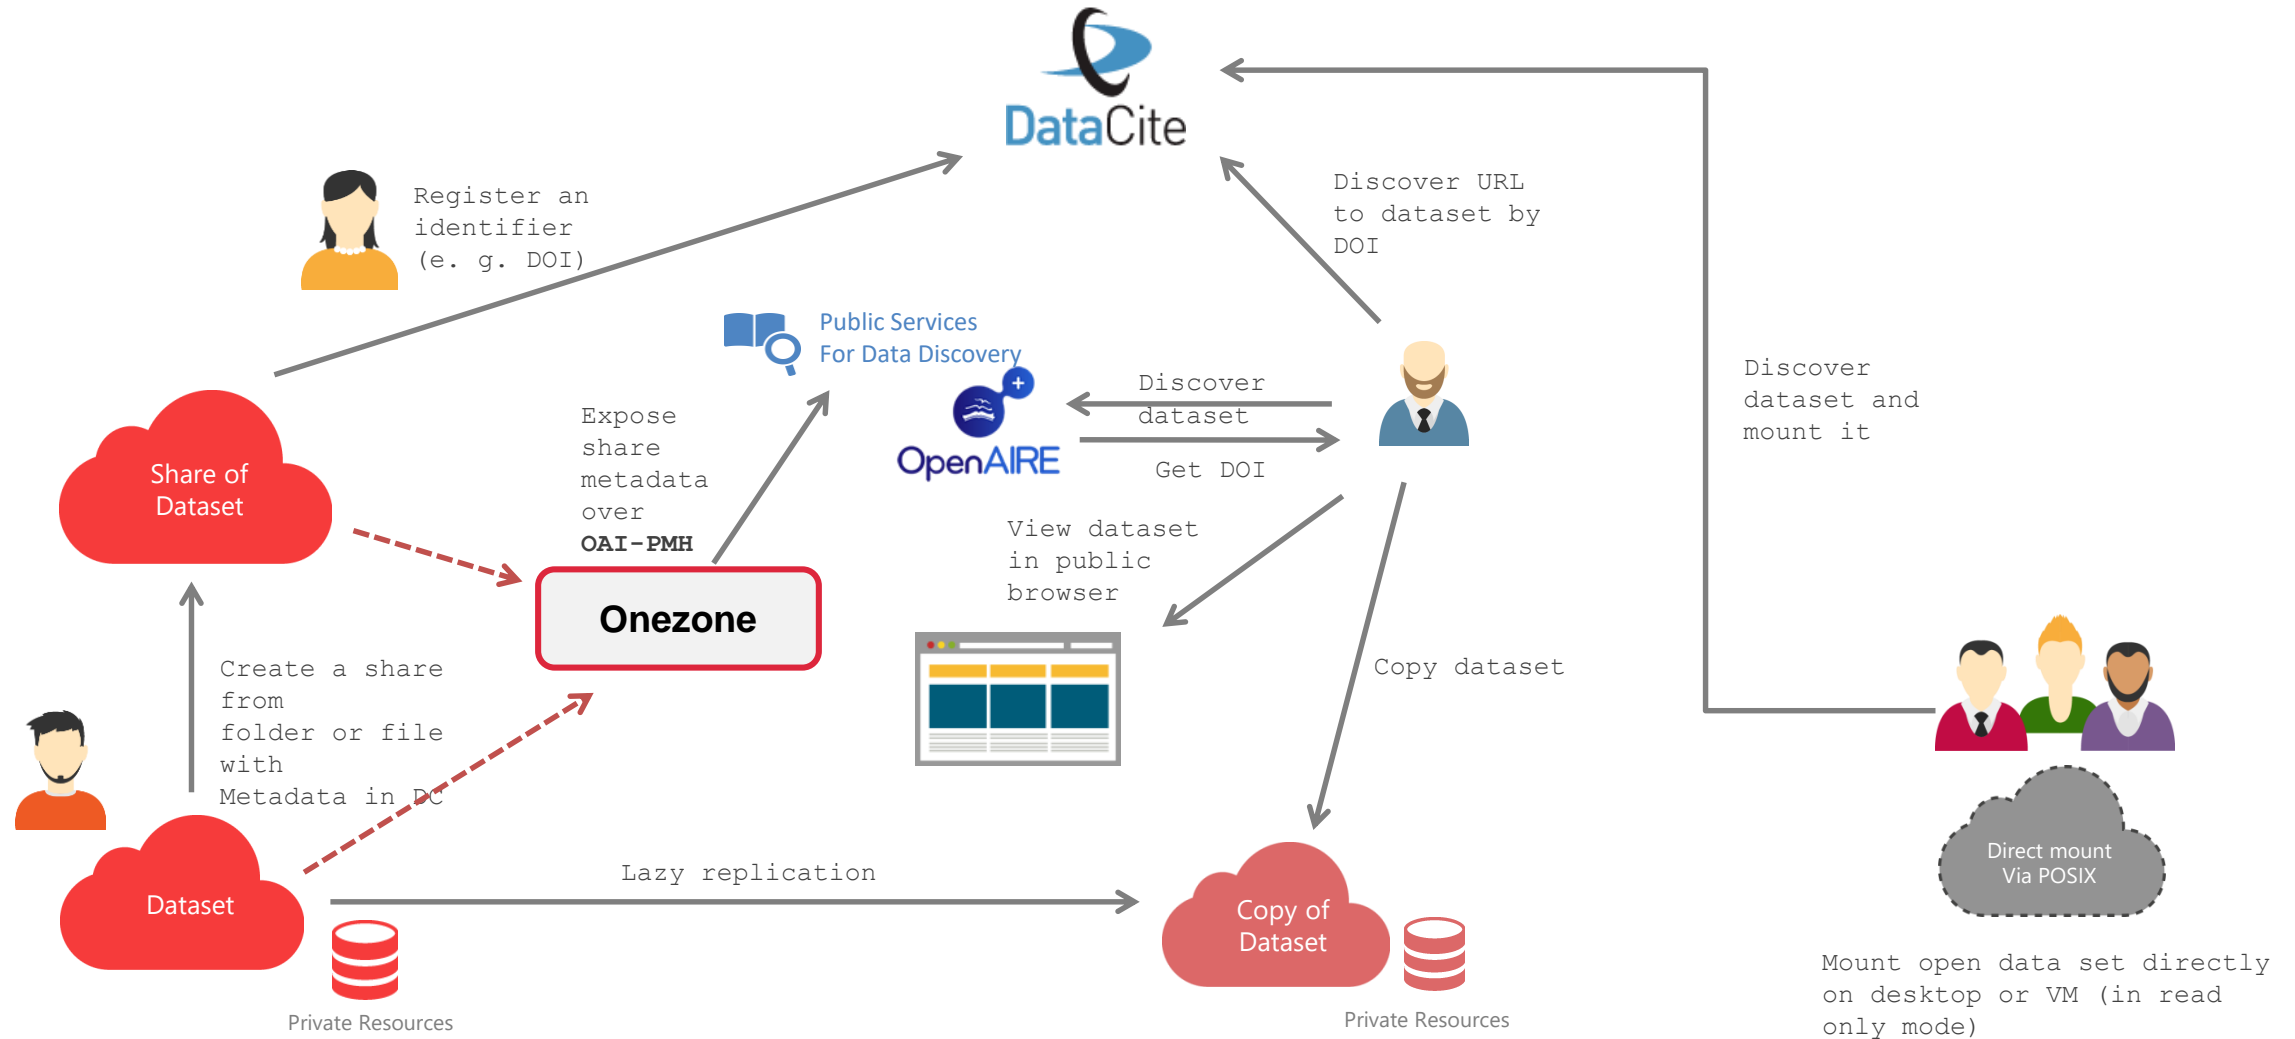 DataCite
Register an
identifier
(e. g. DOI)
Discover URL
to dataset by
DOI
Public Services
For Data Discovery
Discover
dataset
OpenAIRE
Get DOI
Discover
dataset and
mount it
Expose
share
metadata
over
OAI-PMH
Share of
Dataset
View dataset
in public
browser
Onezone
Create a share
from
folder or file
with
Metadata in DC
Copy dataset
Direct mount
Via POSIX
Lazy replication
Dataset
Copy of
Dataset
Private Resources
Private Resources
Mount open data set directly
on desktop or VM (in read
only mode)